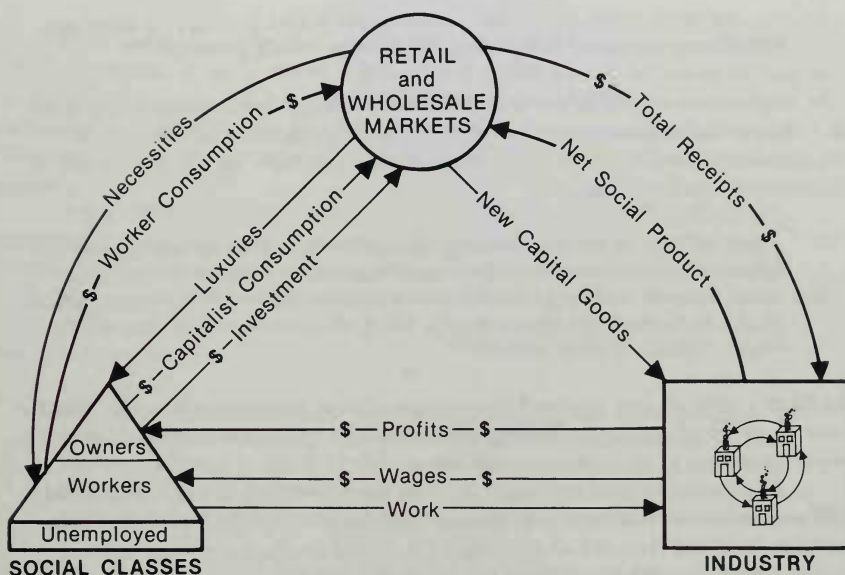 RETAIL
and
WHOLESALE
MARKETS
Necessities
$ Worker Consumption $
Luxuries
$ Capitalist Consumption
$ Investment
$ Total Receipts $
Net Social Product
New Capital Goods
$ Profits $
$ Wages $
Work
Owners
Workers
Unemployed
SOCIAL CLASSES
INDUSTRY